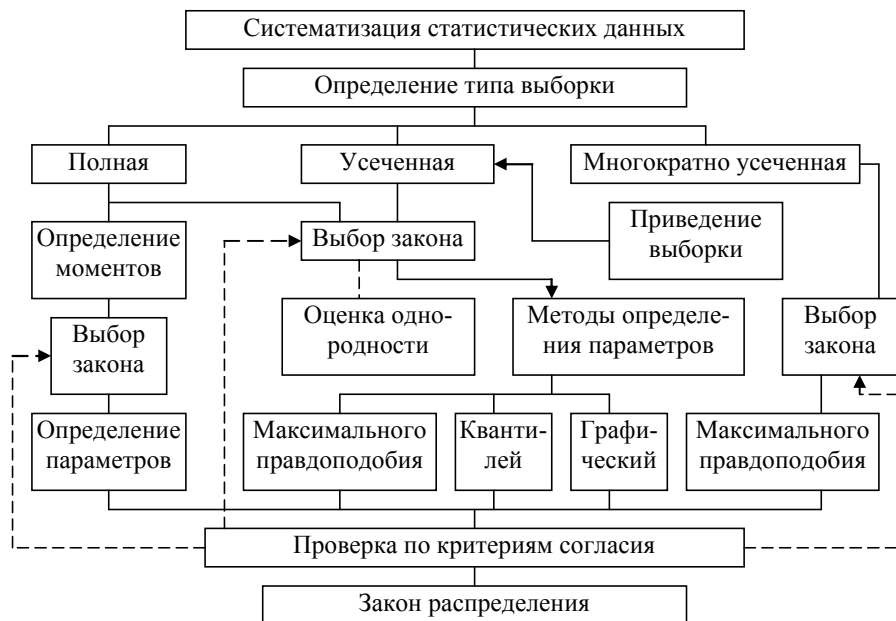 Систематизация статистических данных
Определение типа выборки
Полная
Усеченная
Многократно усеченная
Определение
моментов
Выбор закона
Приведение
выборки
Выбор
закона
Оценка одно-
родности
Методы определе-
ния параметров
Выбор
закона
Определение
параметров
Максимального
правдоподобия
Кванти-
лей
Графи-
ческий
Максимального
правдоподобия
Проверка по критериям согласия
Закон распределения